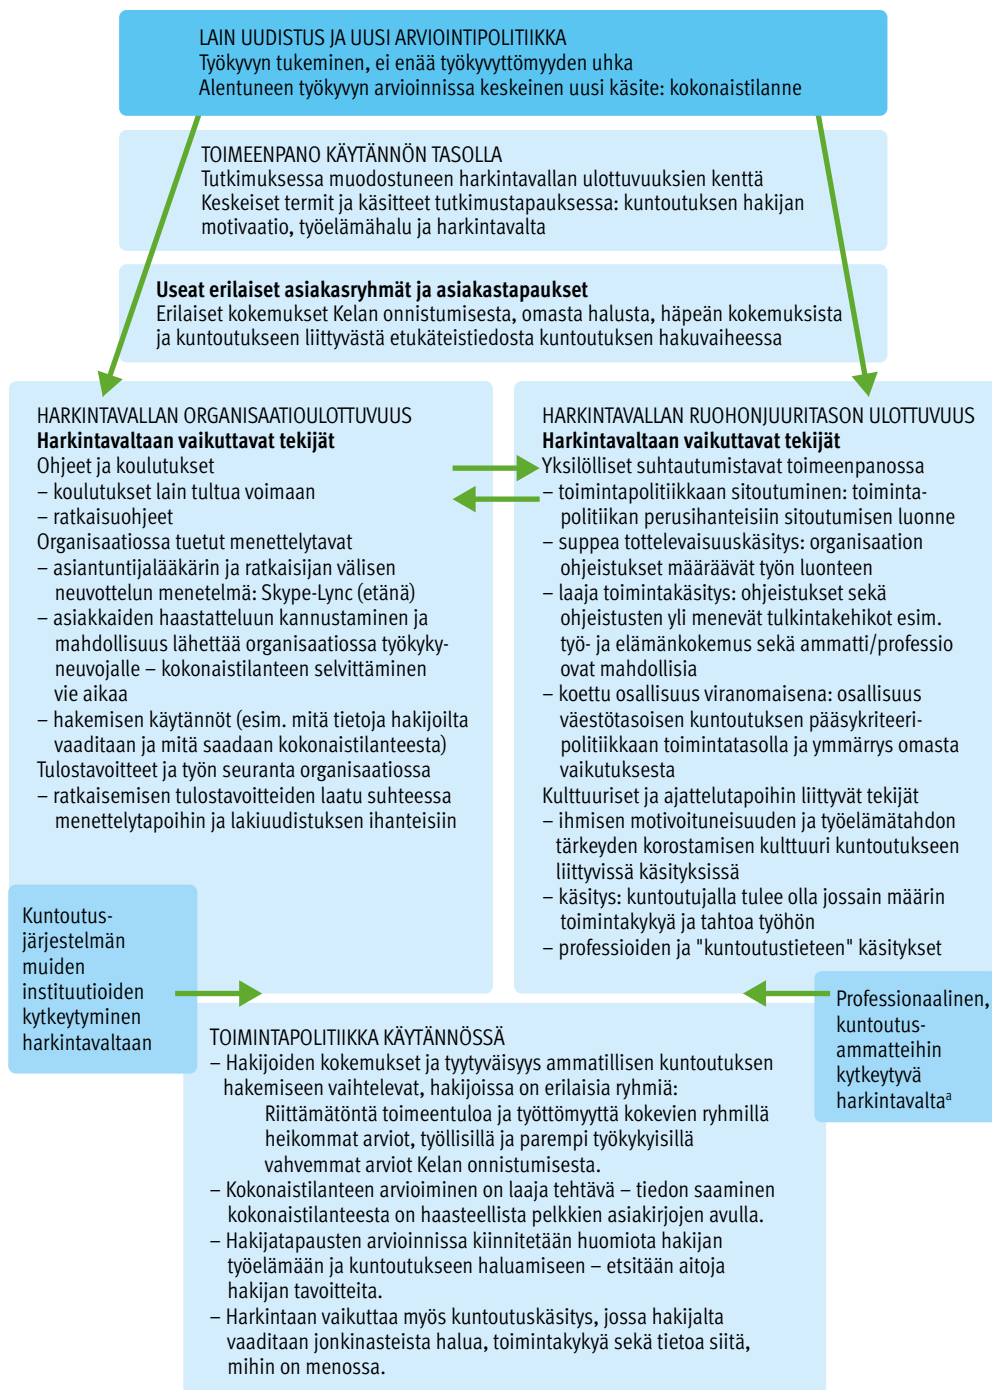 LAIN UUDISTUS JA UUSI ARVIOINTIPOLITIIKKA
Työkyvyn tukeminen, ei enää työkyvyttömyyden uhka
Alentuneen työkyvyn arvioinnissa keskeinen uusi käsite: kokonaistilanne
TOIMEENPANO KÄYTÄNNÖN TASOLLA
Tutkimuksessa muodostuneen harkintavallan ulottuvuuksien kenttä
Keskeiset termit ja käsitteet tutkimustapauksessa: kuntoutuksen hakijan
motivaatio, työelämähalu ja harkintavalta
Useat erilaiset asiakasryhmät ja asiakastapaukset
Erilaiset kokemukset Kelan onnistumisesta, omasta halusta, häpeän kokemuksista
ja kuntoutukseen liittyvästä etukäteistiedosta kuntoutuksen hakuvaiheessa
HARKINTAVALLAN ORGANISAATIOULOTTUVUUS
Harkintavaltaan vaikuttavat tekijät
Ohjeet ja koulutukset
– koulutukset lain tultua voimaan
– ratkaisuohjeet
Organisaatiossa tuetut menettelytavat
– asiantuntijalääkärin ja ratkaisijan välisen
neuvottelun menetelmä: Skype-Lync (etänä)
– asiakkaiden haastatteluun kannustaminen ja
mahdollisuus lähettää organisaatiossa työkyky-
neuvojalle – kokonaistilanteen selvittäminen
vie aikaa
– hakemisen käytännöt (esim. mitä tietoja hakijoilta
vaaditaan ja mitä saadaan kokonaistilanteesta)
Tulostavoitteet ja työn seuranta organisaatiossa
– ratkaisemisen tulostavoitteiden laatu suhteessa
menettelytapoihin ja lakiuudistuksen ihanteisiin
HARKINTAVALLAN RUOHONJUURITASON ULOTTUVUUS
Harkintavaltaan vaikuttavat tekijät
Yksilölliset suhtautumistavat toimeenpanossa
– toimintapolitiikkaan sitoutuminen: toiminta-
politiikan perusihanteisiin sitoutumisen luonne
– suppea tottelevaisuuskäsitys: organisaation
ohjeistukset määräävät työn luonteen
– laaja toimintakäsitys: ohjeistukset sekä
ohjeistusten yli menevät tulkintakehikot esim.
työ- ja elämänkokemus sekä ammatti/professio
ovat mahdollisia
– koettu osallisuus viranomaisena: osallisuus
väestötasoisen kuntoutuksen pääsykriteeri-
politiikkaan toimintatasolla ja ymmärrys omasta
vaikutuksesta
Kulttuuriset ja ajattelutapoihin liittyvät tekijät
– ihmisen motivoituneisuuden ja työelämätahdon
tärkeyden korostamisen kulttuuri kuntoutukseen
liittyvissä käsityksissä
– käsitys: kuntoutujalla tulee olla jossain määrin
toimintakykyä ja tahtoa työhön
– professioiden ja "kuntoutustieteen" käsitykset
Kuntoutus-
järjestelmän
muiden
instituutioiden
kytkeytyminen
harkintavaltaan
Professionaalinen,
kuntoutus-
ammatteihin
kytkeytyvä
harkintavaltaᵃ
TOIMINTAPOLITIIKKA KÄYTÄNNÖSSÄ
– Hakijoiden kokemukset ja tyytyväisyys ammatillisen kuntoutuksen
hakemiseen vaihtelevat, hakijoissa on erilaisia ryhmiä:
Riittämätöntä toimeentuloa ja työttömyyttä kokevien ryhmillä
heikommat arviot, työllisillä ja parempi työkykyisillä
vahvemmat arviot Kelan onnistumisesta.
– Kokonaistilanteen arvioiminen on laaja tehtävä – tiedon saaminen
kokonaistilanteesta on haasteellista pelkkien asiakirjojen avulla.
– Hakijatapausten arvioinnissa kiinnitetään huomiota hakijan
työelämään ja kuntoutukseen haluamiseen – etsitään aitoja
hakijan tavoitteita.
– Harkintaan vaikuttaa myös kuntoutuskäsitys, jossa hakijalta
vaaditaan jonkinasteista halua, toimintakykyä sekä tietoa siitä,
mihin on menossa.